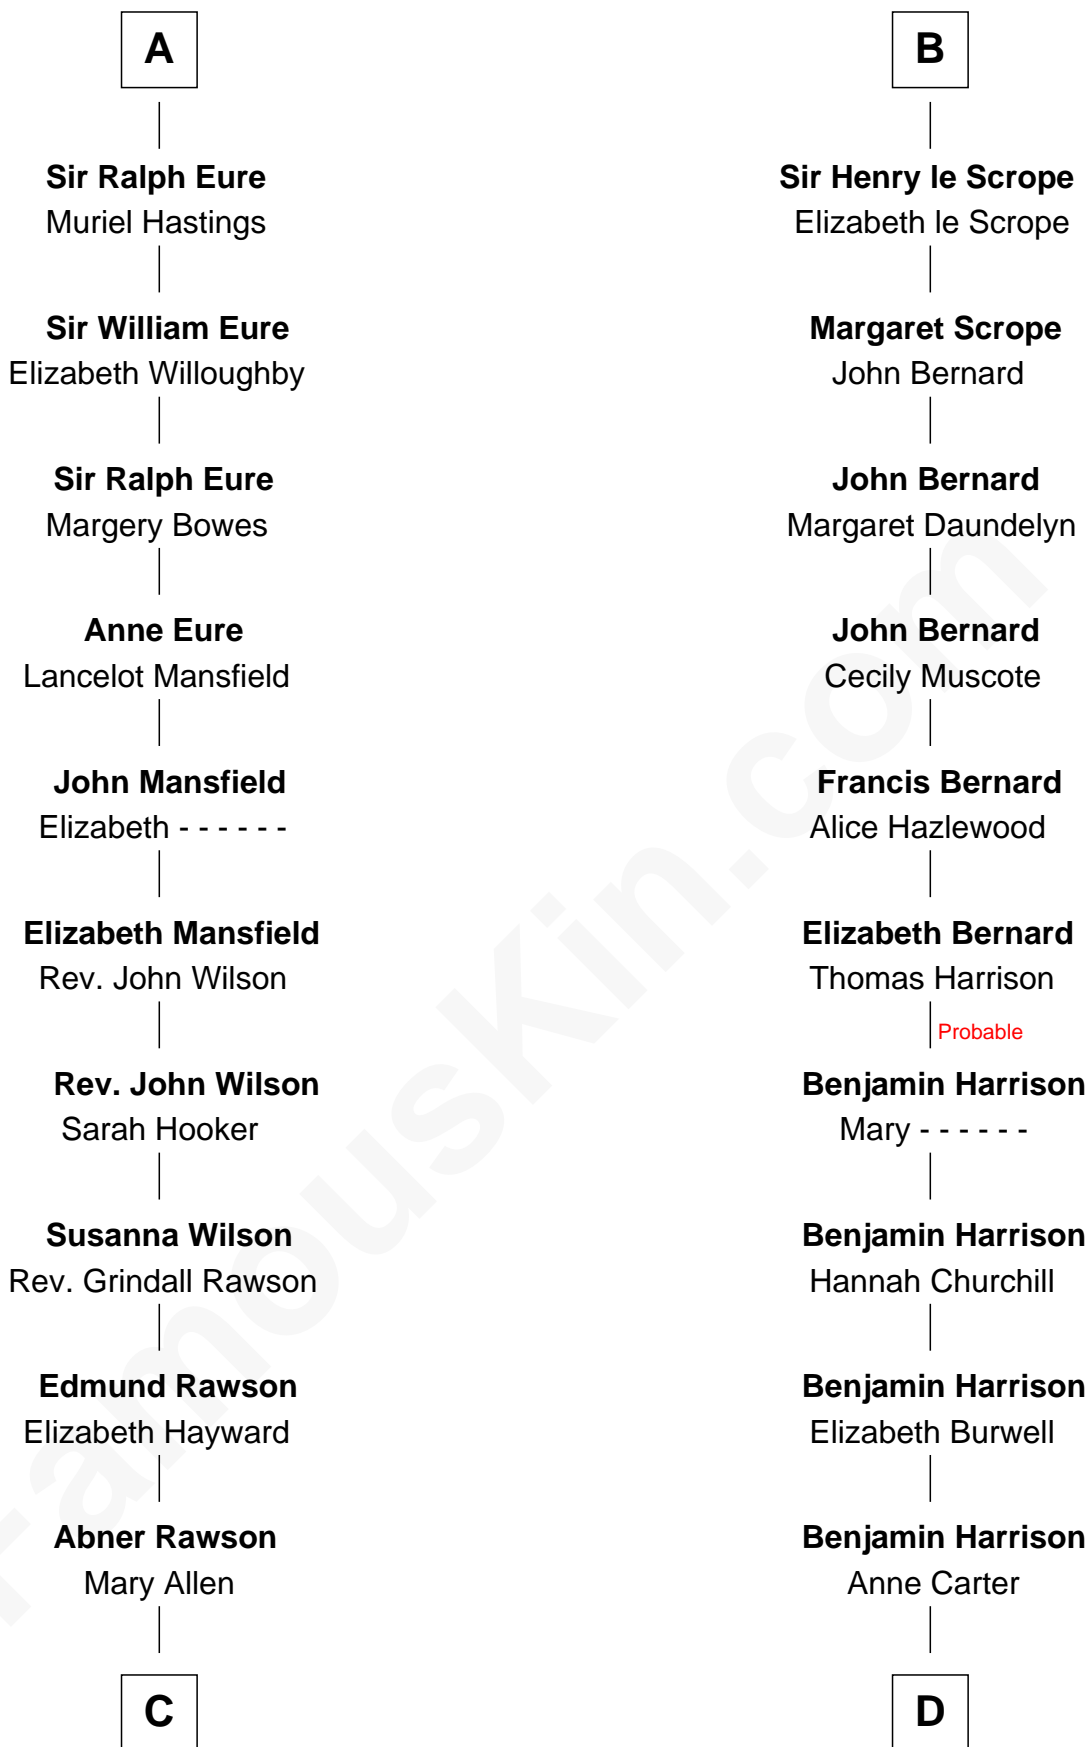 A
Sir Ralph Eure
Muriel Hastings
Sir William Eure
Elizabeth Willoughby
Sir Ralph Eure
Margery Bowes
Anne Eure
Lancelot Mansfield
John Mansfield
Elizabeth - - - - - -
Elizabeth Mansfield
Rev. John Wilson
Rev. John Wilson
Sarah Hooker
Susanna Wilson
Rev. Grindall Rawson
Edmund Rawson
Elizabeth Hayward
Abner Rawson
Mary Allen
C
B
Sir Henry le Scrope
Elizabeth le Scrope
Margaret Scrope
John Bernard
John Bernard
Margaret Daundelyn
John Bernard
Cecily Muscote
Francis Bernard
Alice Hazlewood
Elizabeth Bernard
Thomas Harrison
Probable
Benjamin Harrison
Mary - - - - - -
Benjamin Harrison
Hannah Churchill
Benjamin Harrison
Elizabeth Burwell
Benjamin Harrison
Anne Carter
D
FamousKin.com